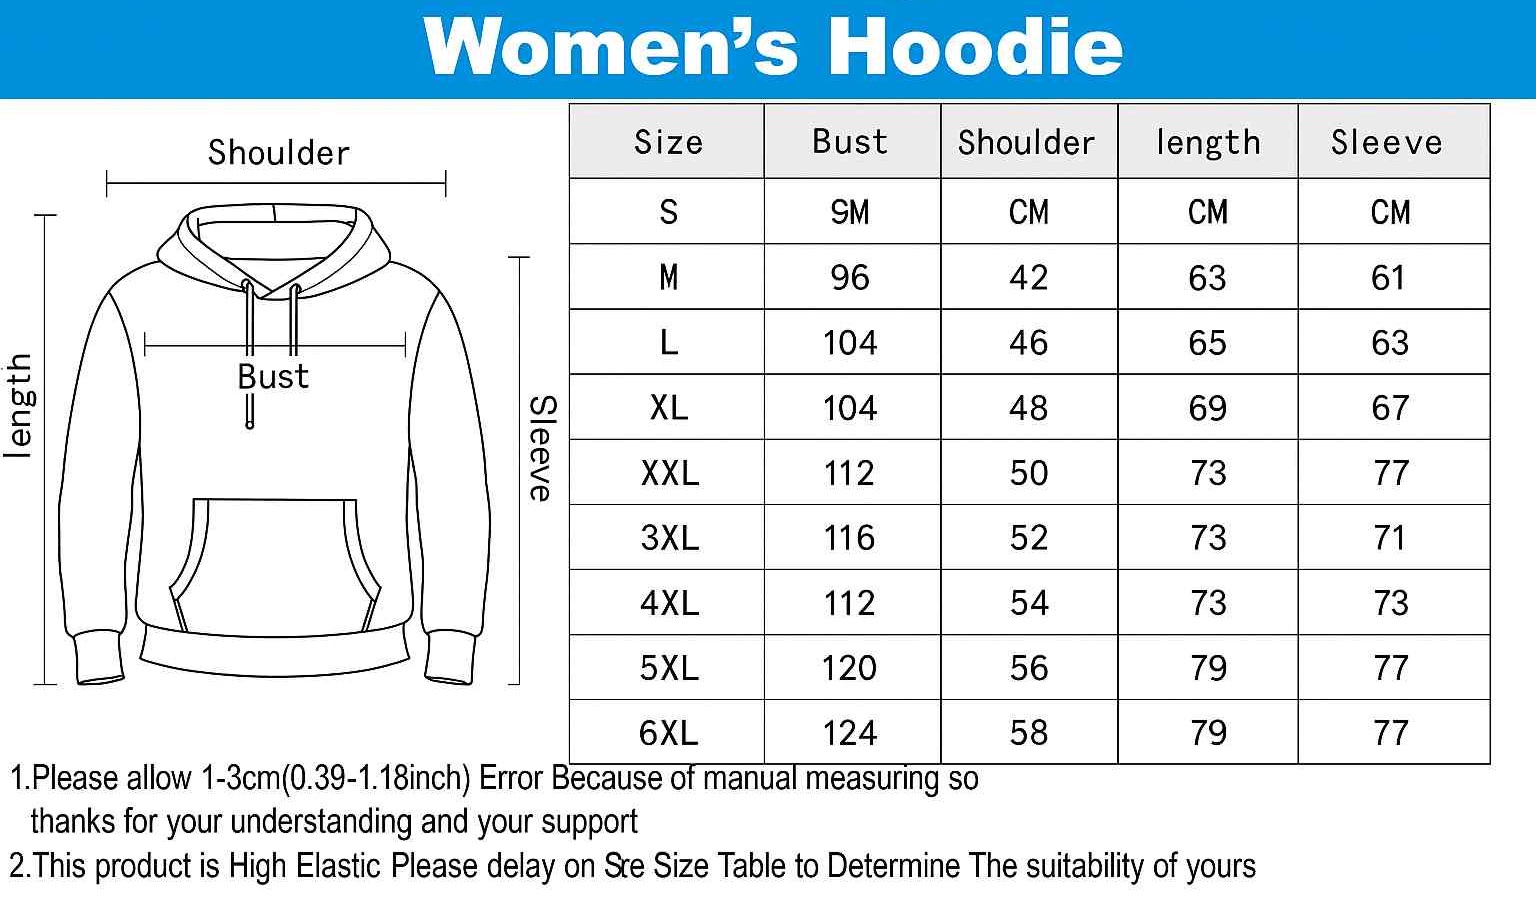 Women's Hoodie
Shoulder
length
Bust
Sleeve
Size Bust Shoulder length Sleeve
S 9M CM CM CM
M 96 42 63 61
L 104 46 65 63
XL 104 48 69 67
XXL 112 50 73 77
3XL 116 52 73 71
4XL 112 54 73 73
5XL 120 56 79 77
6XL 124 58 79 77
1.Please allow 1-3cm(0.39-1.18inch) Error Because of manual measuring so
thanks for your understanding and your support
2.This product is High Elastic Please delay on Sre Size Table to Determine The suitability of yours